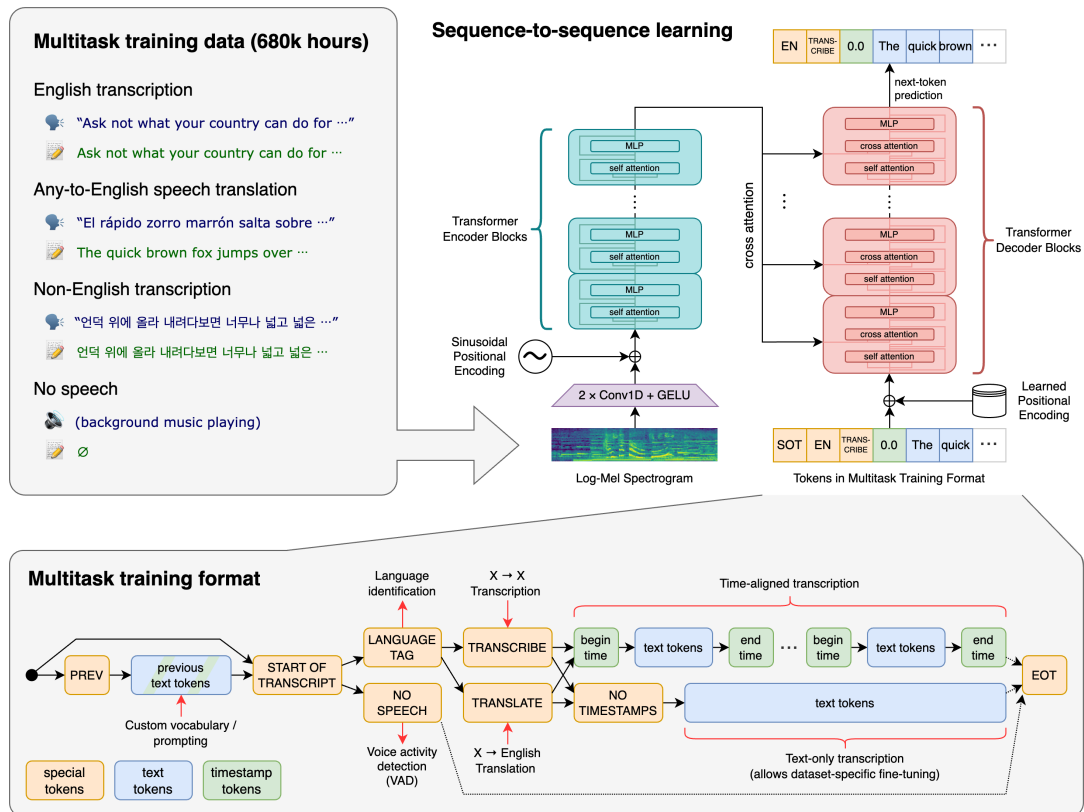 Multitask training data (680k hours)
English transcription
“Ask not what your country can do for ⋯”
Ask not what your country can do for ⋯
Any-to-English speech translation
“El rápido zorro marrón salta sobre ⋯”
The quick brown fox jumps over ⋯
Non-English transcription
“언덕 위에 올라 내려다보면 너무나 넓고 넓은 ⋯”
언덕 위에 올라 내려다보면 너무나 넓고 넓은 ⋯
No speech
(background music playing)
∅
Sequence-to-sequence learning
EN
TRANS-
CRIBE
0.0
The
quick
brown
⋯
next-token
prediction
MLP
self attention
⋮
MLP
self attention
MLP
self attention
Transformer
Encoder Blocks
Sinusoidal
Positional
Encoding
2 × Conv1D + GELU
Log-Mel Spectrogram
cross attention
⋮
MLP
cross attention
self attention
⋮
MLP
cross attention
self attention
MLP
cross attention
self attention
Transformer
Decoder Blocks
Learned
Positional
Encoding
SOT
EN
TRANS-
CRIBE
0.0
The
quick
⋯
Tokens in Multitask Training Format
Multitask training format
Language
identification
X → X
Transcription
Time-aligned transcription
PREV
previous
text tokens
START OF
TRANSCRIPT
LANGUAGE
TAG
TRANSCRIBE
begin
time
text tokens
end
time
⋯
begin
time
text tokens
end
time
NO
SPEECH
TRANSLATE
NO
TIMESTAMPS
text tokens
EOT
Custom vocabulary /
prompting
Voice activity
detection
(VAD)
X → English
Translation
Text-only transcription
(allows dataset-specific fine-tuning)
special
tokens
text
tokens
timestamp
tokens